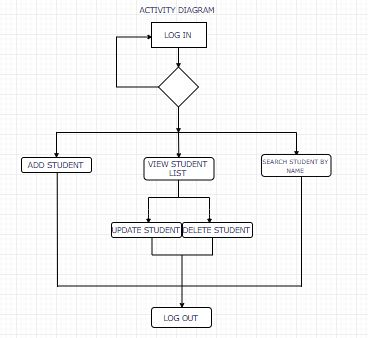 ACTIVITY DIAGRAM
LOG IN
ADD STUDENT
VIEW STUDENT
LIST
SEARCH STUDENT BY
NAME
UPDATE STUDENT
DELETE STUDENT
LOG OUT